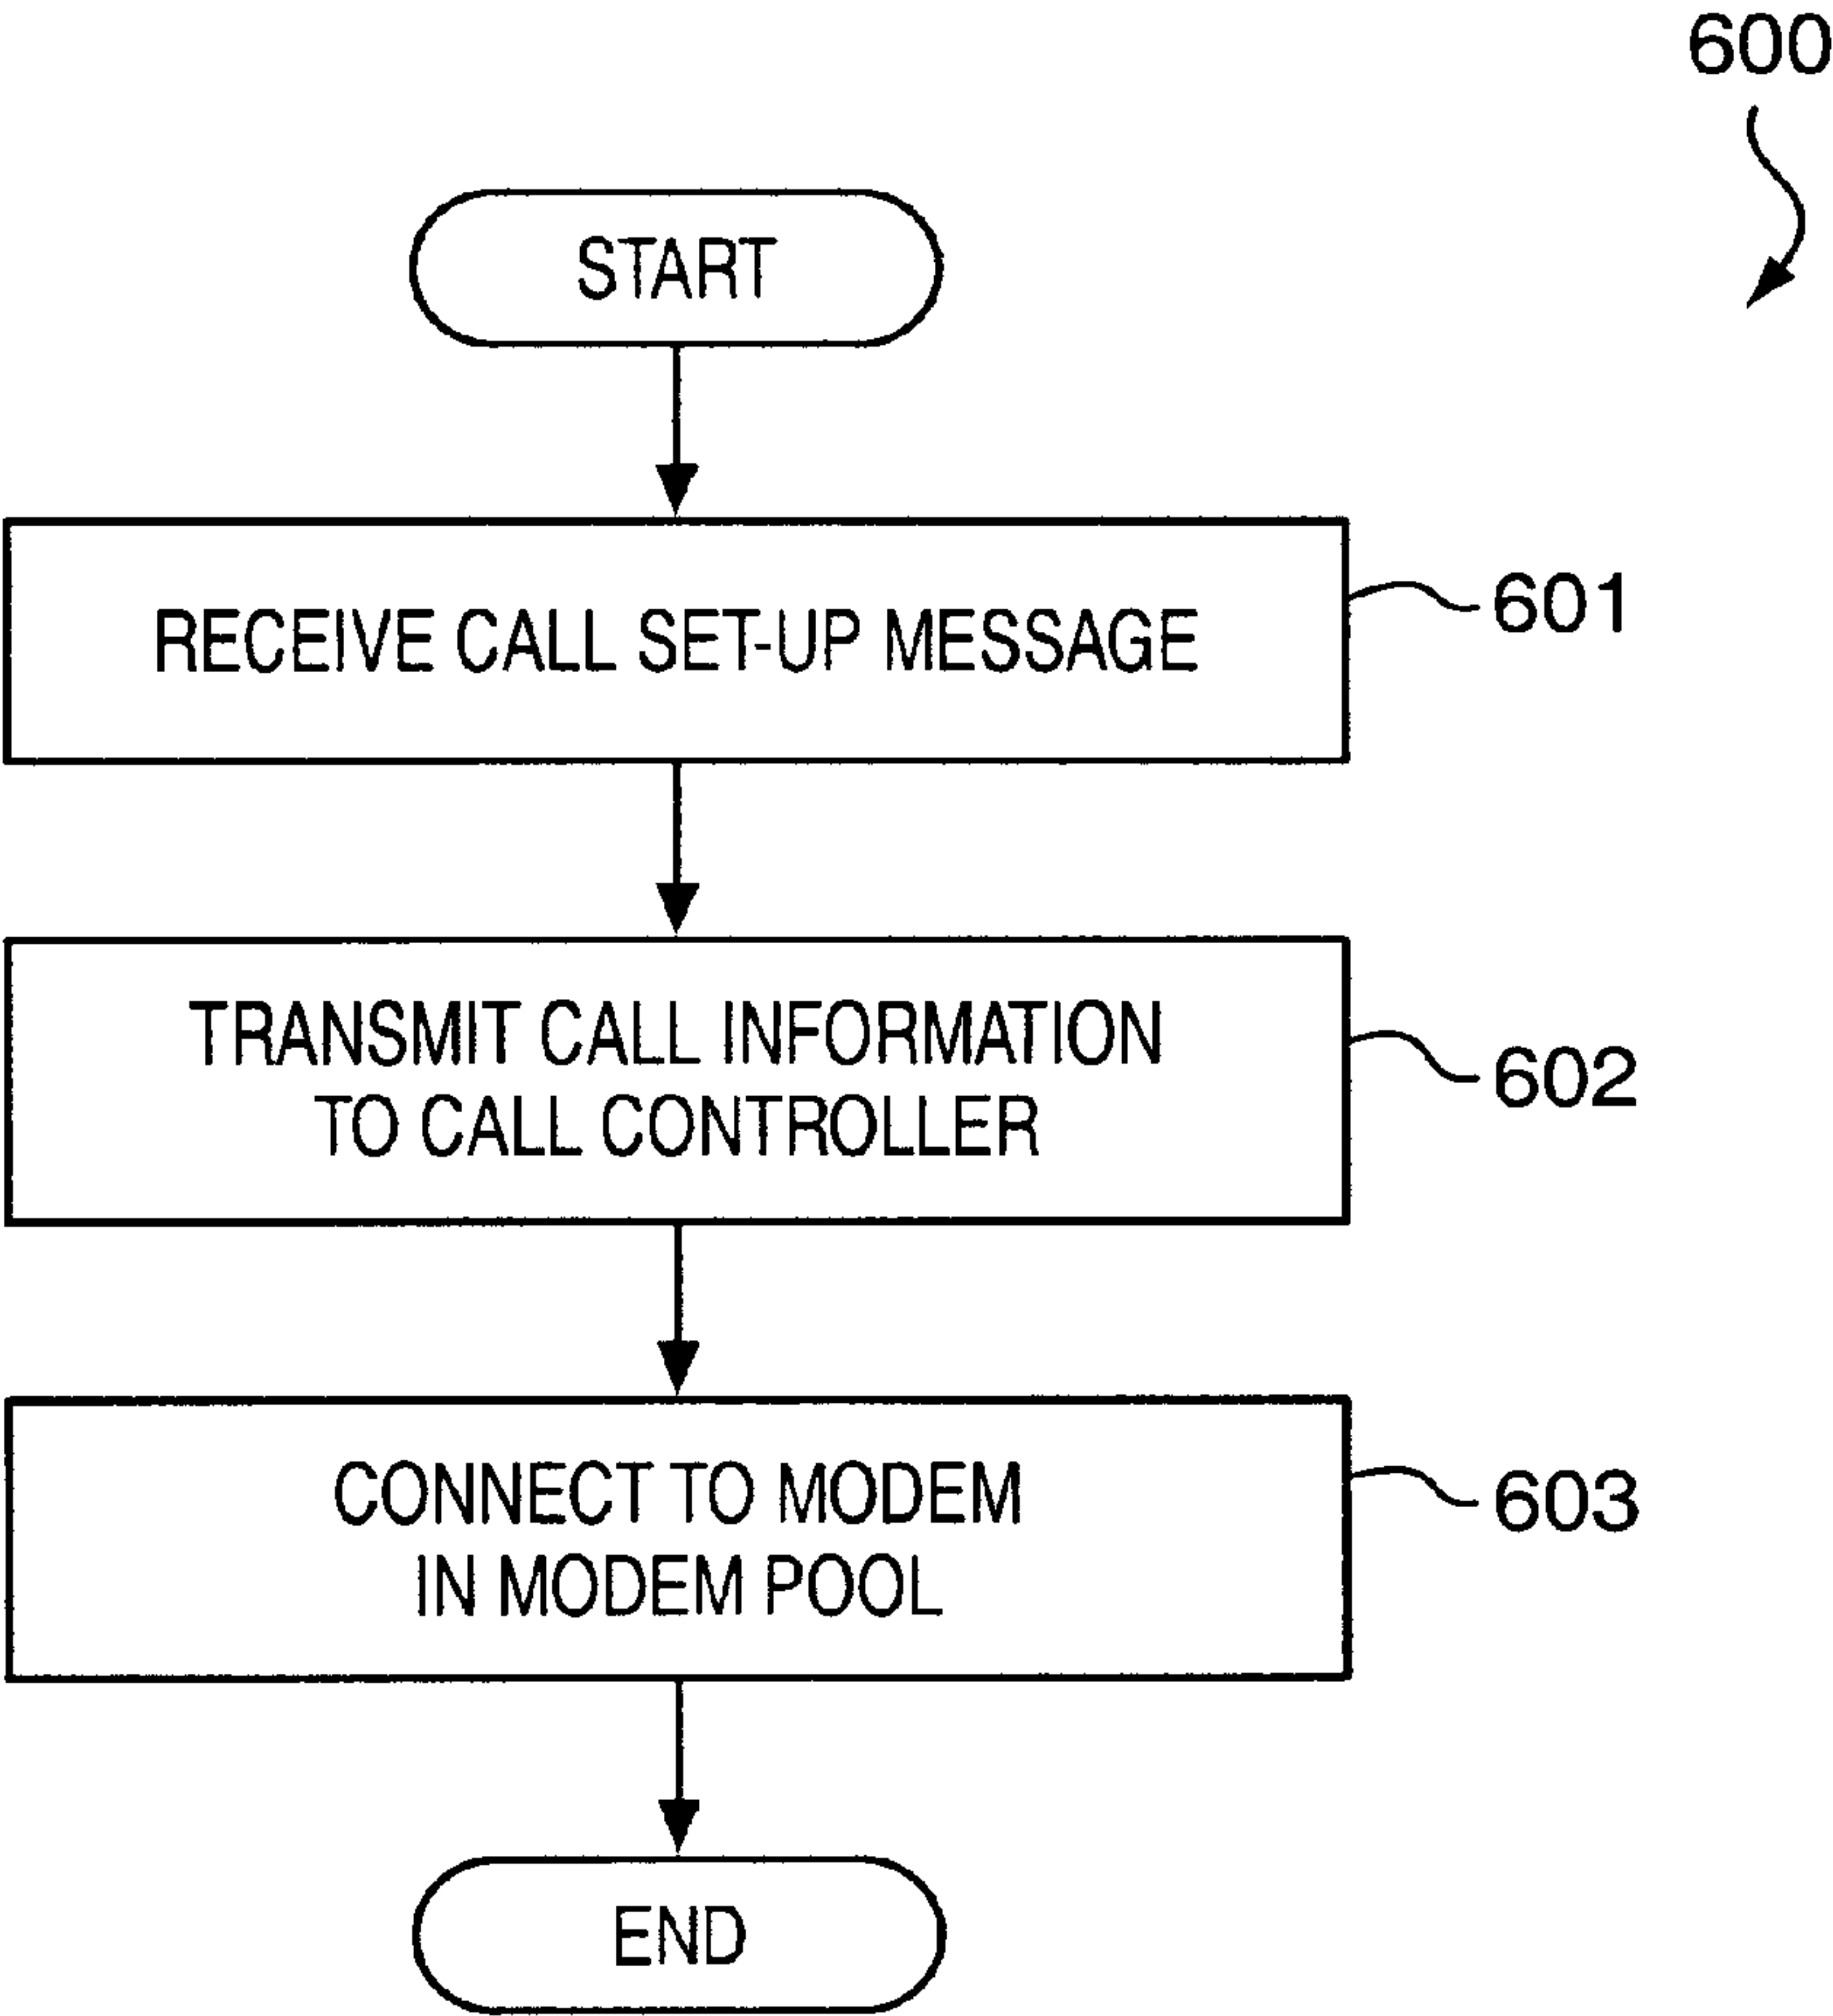 600
START
RECEIVE CALL SET-UP MESSAGE
601
TRANSMIT CALL INFORMATION
TO CALL CONTROLLER
602
CONNECT TO MODEM
IN MODEM POOL
603
END